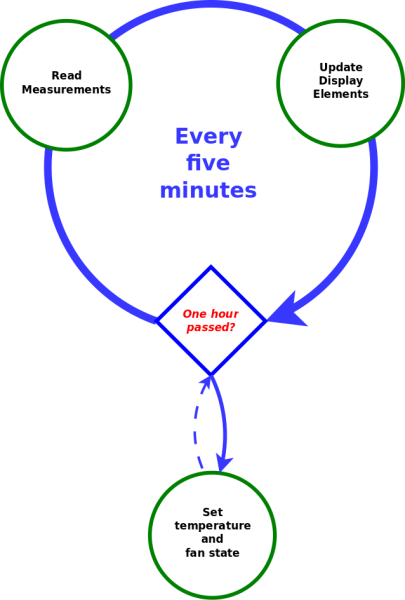 Read
Measurements
Update
Display
Elements
Every
five
minutes
One hour
passed?
Set
temperature
and
fan state